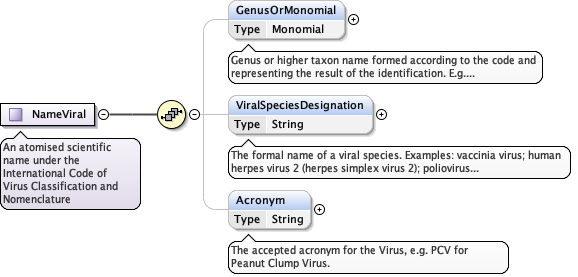 GenusOrMonomial
Type Monomial
Genus or higher taxon name formed according to the code and
representing the result of the identification. E.g....
NameViral
An atomised scientific
name under the
International Code of
Virus Classification and
Nomenclature
ViralSpeciesDesignation
Type String
The formal name of a viral species. Examples: vaccinia virus; human
herpes virus 2 (herpes simplex virus 2); poliovirus...
Acronym
Type String
The accepted acronym for the Virus, e.g. PCV for
Peanut Clump Virus.